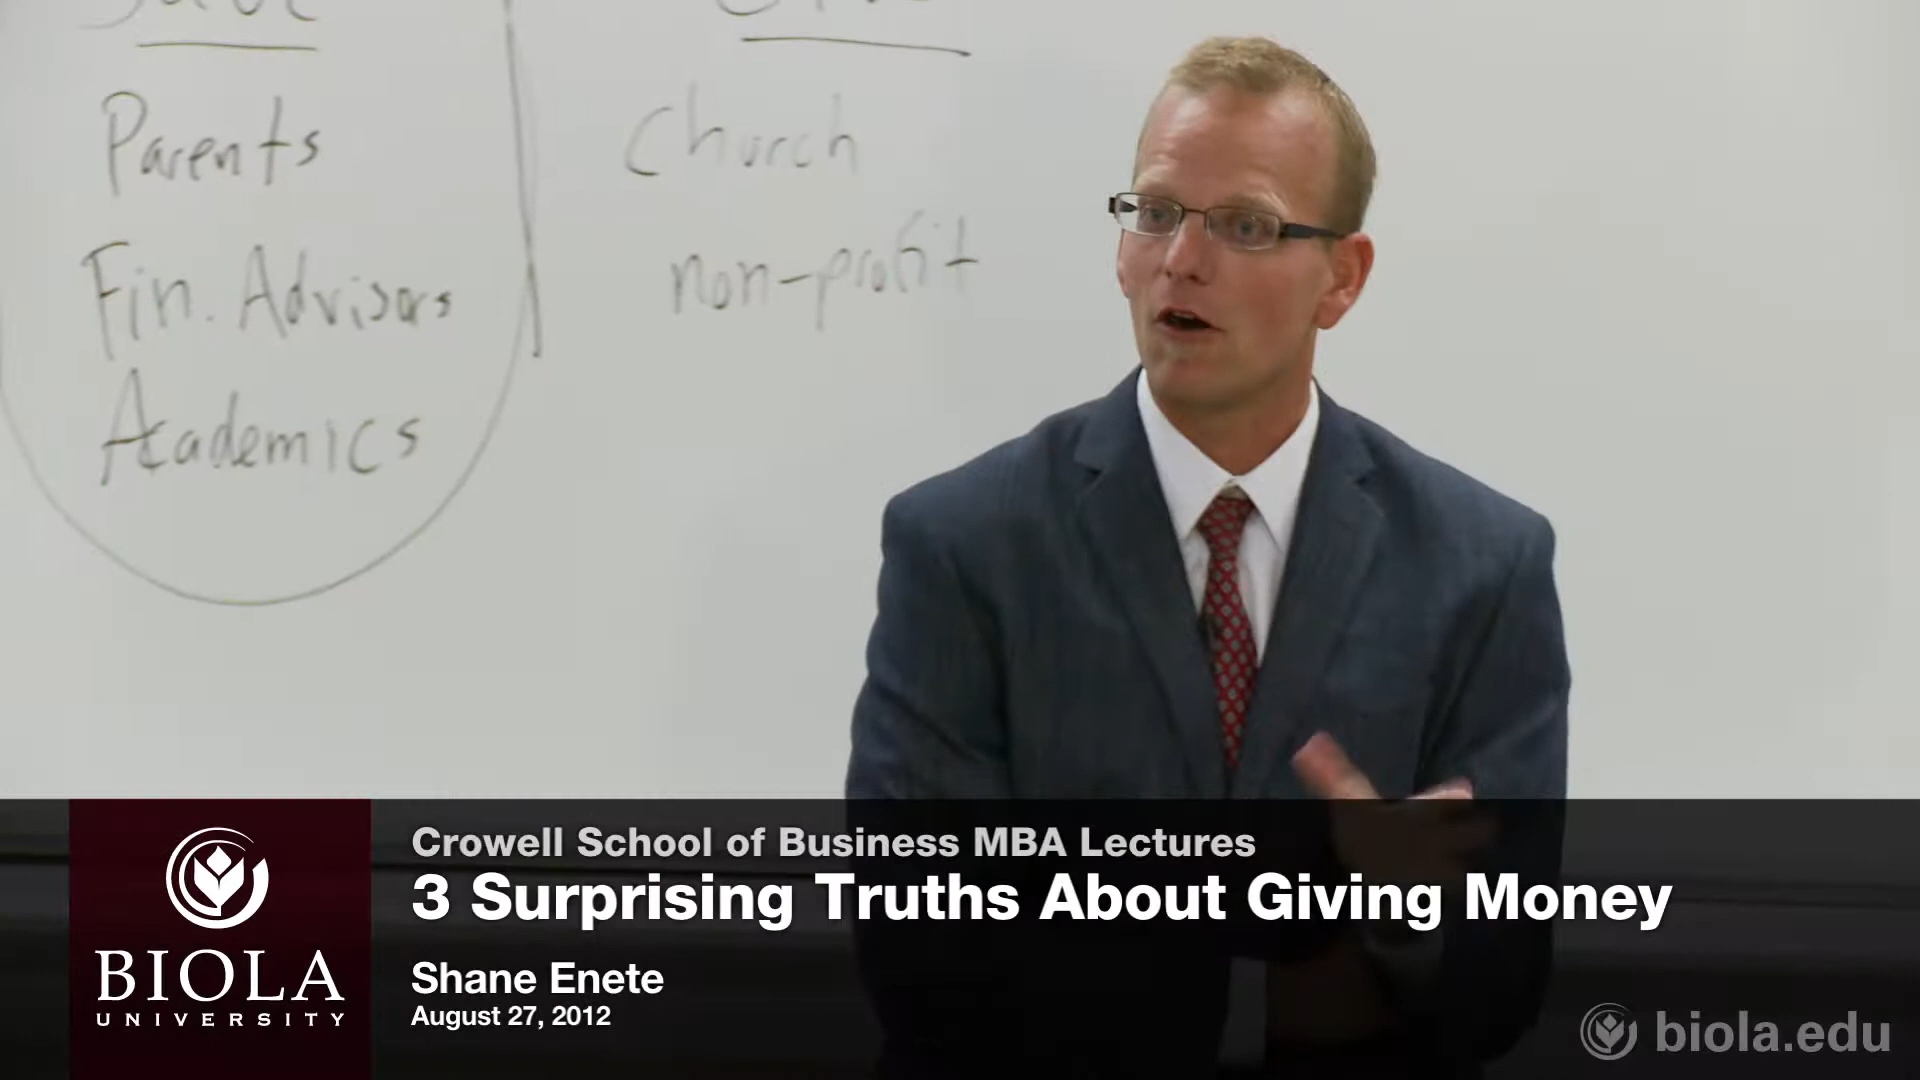 Parents
Church
Fin. Advisors
non-profit
Academics
Crowell School of Business MBA Lectures
3 Surprising Truths About Giving Money
BIOLA
UNIVERSITY
Shane Enete
August 27, 2012
biola.edu